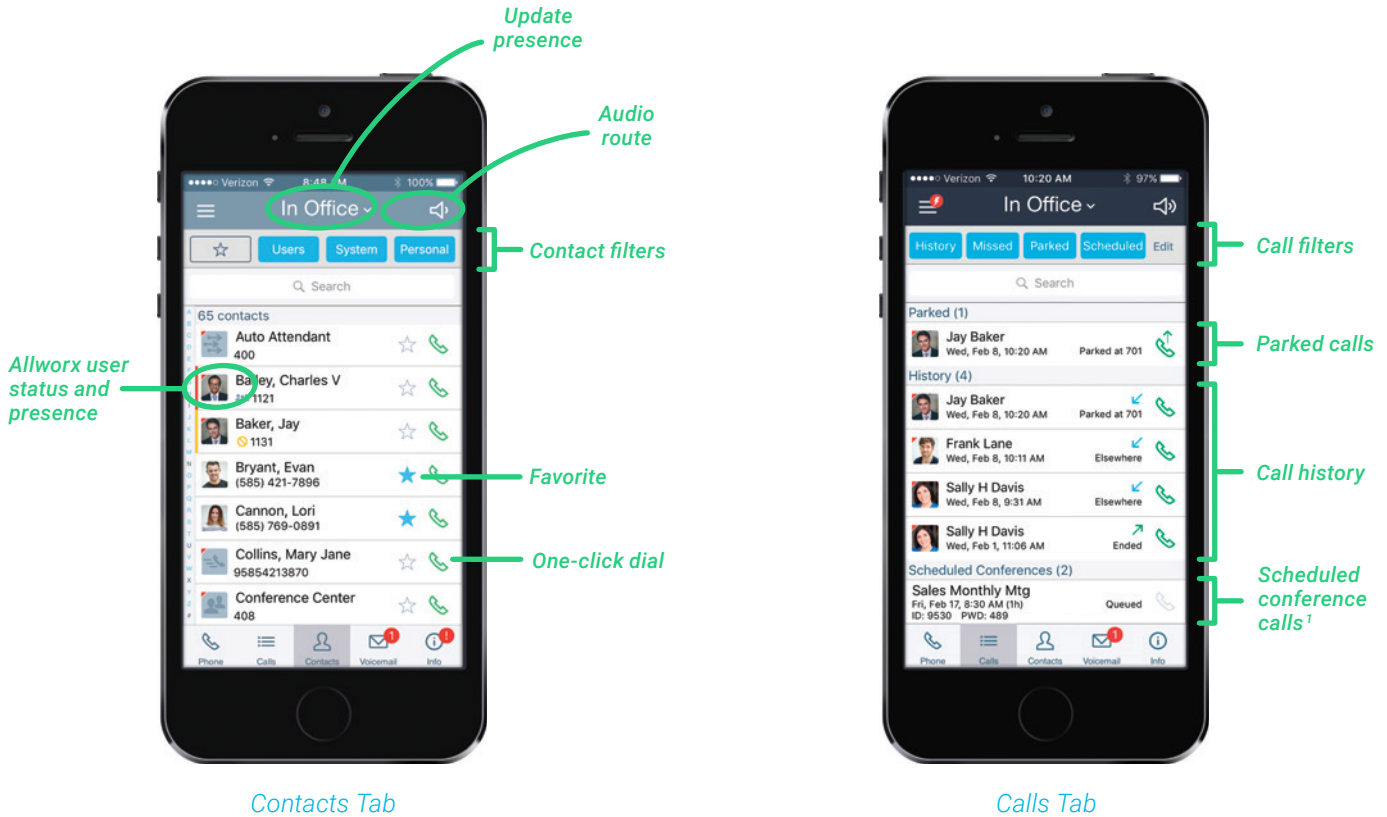 Update
presence
Audio
route
Contact filters
Allworx user
status and
presence
Favorite
One-click dial
Verizon 8:48 AM 100%
In Office
Users System Personal
Search
65 contacts
Auto Attendant
400
Bailey, Charles V
1121
Baker, Jay
1131
Bryant, Evan
(585) 421-7896
Cannon, Lori
(585) 769-0891
Collins, Mary Jane
95854213870
Conference Center
408
1 !
Phone Calls Contacts Voicemail Info
Contacts Tab
Verizon 10:20 AM 97%
In Office
History Missed Parked Scheduled Edit
Search
Parked (1)
Jay Baker
Wed, Feb 8, 10:20 AM Parked at 701
History (4)
Jay Baker
Wed, Feb 8, 10:20 AM Parked at 701
Frank Lane
Wed, Feb 8, 10:11 AM Elsewhere
Sally H Davis
Wed, Feb 8, 9:31 AM Elsewhere
Sally H Davis
Wed, Feb 1, 11:06 AM Ended
Scheduled Conferences (2)
Sales Monthly Mtg
Fri, Feb 17, 8:30 AM (1h) Queued
ID: 9530 PWD: 489
1
Phone Calls Contacts Voicemail Info
Call filters
Parked calls
Call history
Scheduled
conference
calls¹
Calls Tab